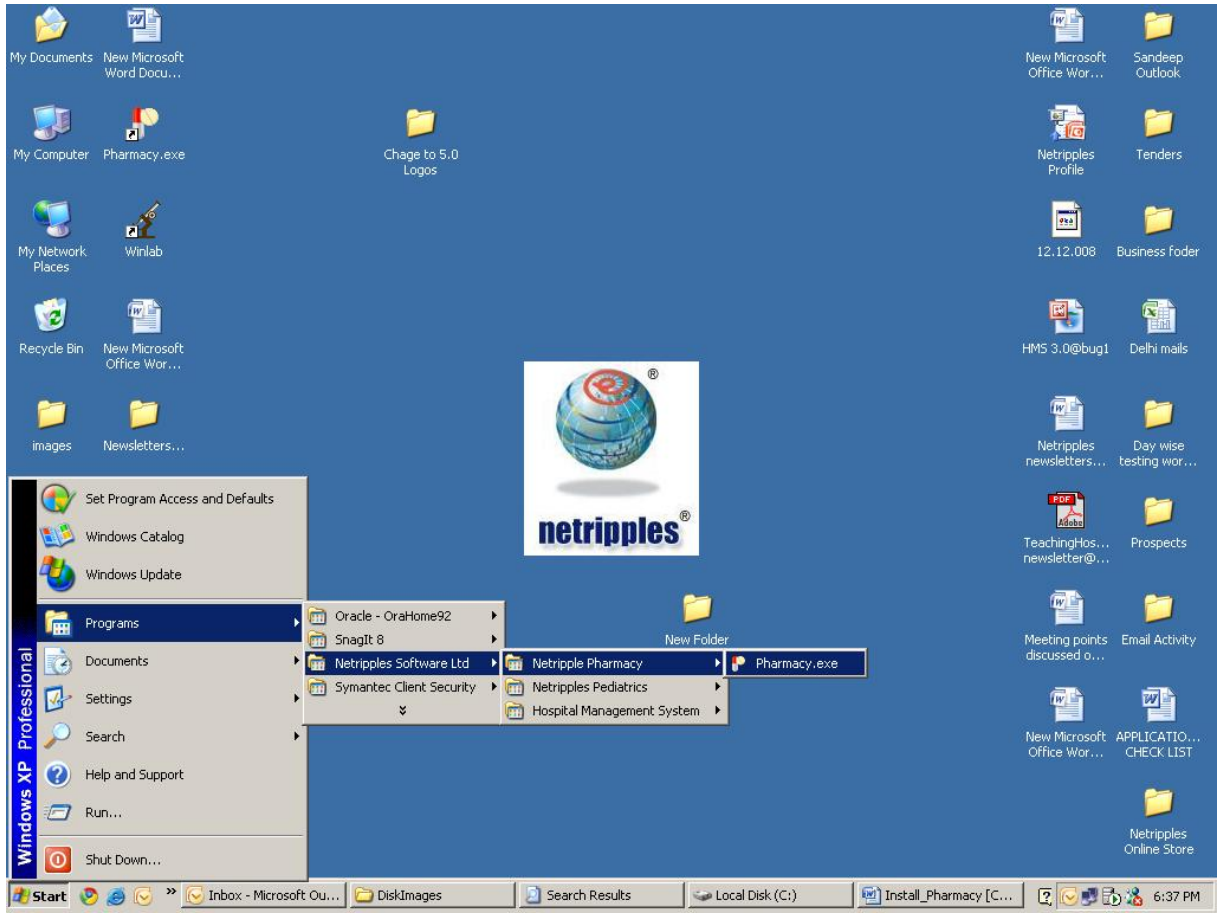 My Documents
New Microsoft
Word Docu...
My Computer
Pharmacy.exe
My Network
Places
Winlab
Recycle Bin
New Microsoft
Office Wor...
images
Newsletters...
Chage to 5.0
Logos
netripples®
®
New Folder
New Microsoft
Office Wor...
Sandeep
Outlook
Netripples
Profile
Tenders
12.12.008
Business foder
HMS 3.0@bug1
Delhi mails
Netripples
newsletters...
Day wise
testing wor...
PDF
Adobe
TeachingHos...
newsletter@...
Prospects
Meeting points
discussed o...
Email Activity
New Microsoft
Office Wor...
APPLICATIO...
CHECK LIST
Netripples
Online Store
Windows XP Professional
Set Program Access and Defaults
Windows Catalog
Windows Update
Programs
Documents
Settings
Search
Help and Support
Run...
Shut Down...
Oracle - OraHome92
SnagIt 8
Netripples Software Ltd
Symantec Client Security
Netripple Pharmacy
Netripples Pediatrics
Hospital Management System
Pharmacy.exe
Start
Inbox - Microsoft Ou...
DiskImages
Search Results
Local Disk (C:)
Install_Pharmacy [C...
6:37 PM